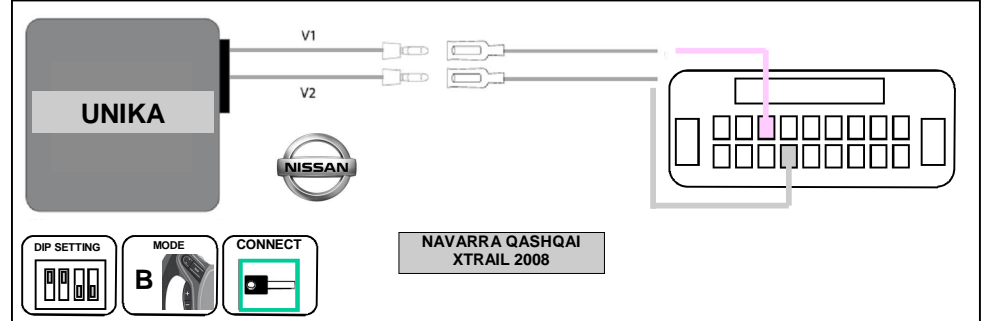 V1
V2
UNIKA
NISSAN
DIP SETTING
MODE
B
CONNECT
NAVARRA QASHQAI
XTRAIL 2008